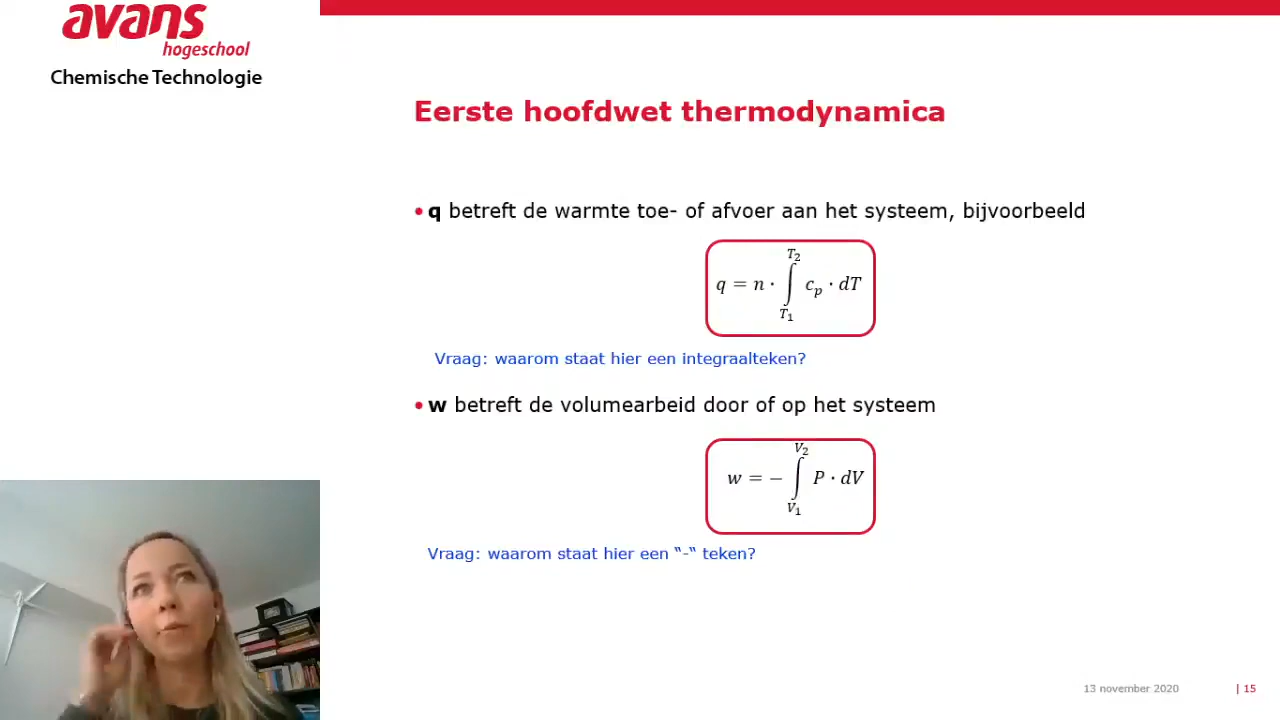 avans
hogeschool
Chemische Technologie
Eerste hoofdwet thermodynamica
• q betreft de warmte toe- of afvoer aan het systeem, bijvoorbeeld
q = n · ∫_{T₁}^{T₂} c_p · dT
Vraag: waarom staat hier een integraalteken?
• w betreft de volumearbeid door of op het systeem
w = − ∫_{V₁}^{V₂} P · dV
Vraag: waarom staat hier een “-“ teken?
13 november 2020 | 15